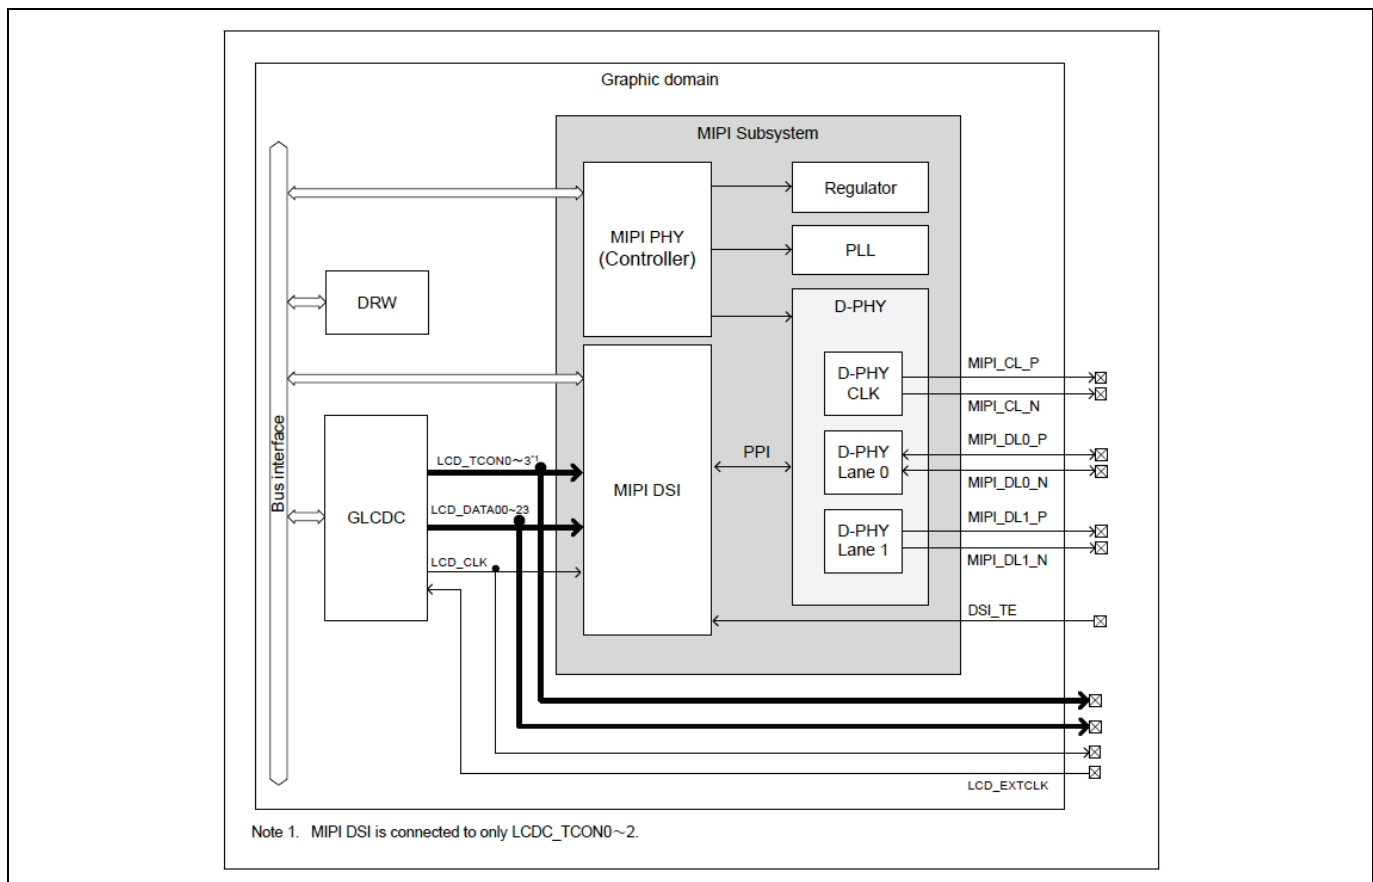 Graphic domain
MIPI Subsystem
MIPI PHY
(Controller)
Regulator
PLL
DRW
D-PHY
D-PHY
CLK
MIPI_CL_P
MIPI_CL_N
Bus interface
GLCDC
LCD_TCON0～3*1
LCD_DATA00~23
LCD_CLK
MIPI DSI
PPI
D-PHY
Lane 0
MIPI_DL0_P
MIPI_DL0_N
D-PHY
Lane 1
MIPI_DL1_P
MIPI_DL1_N
DSI_TE
LCD_EXTCLK
Note 1. MIPI DSI is connected to only LCDC_TCON0～2.